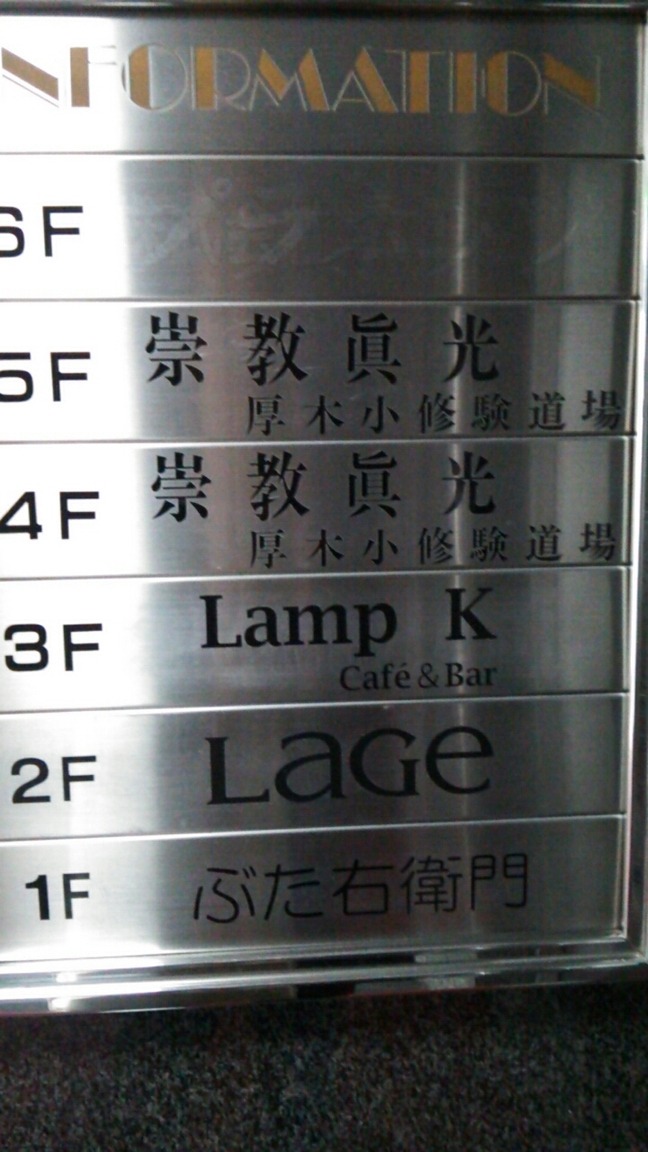 INFORMATION
6F
5F 崇教眞光
厚木小修験道場
4F 崇教眞光
厚木小修験道場
3F Lamp K
Café & Bar
2F LaGe
1F ぶた右衛門